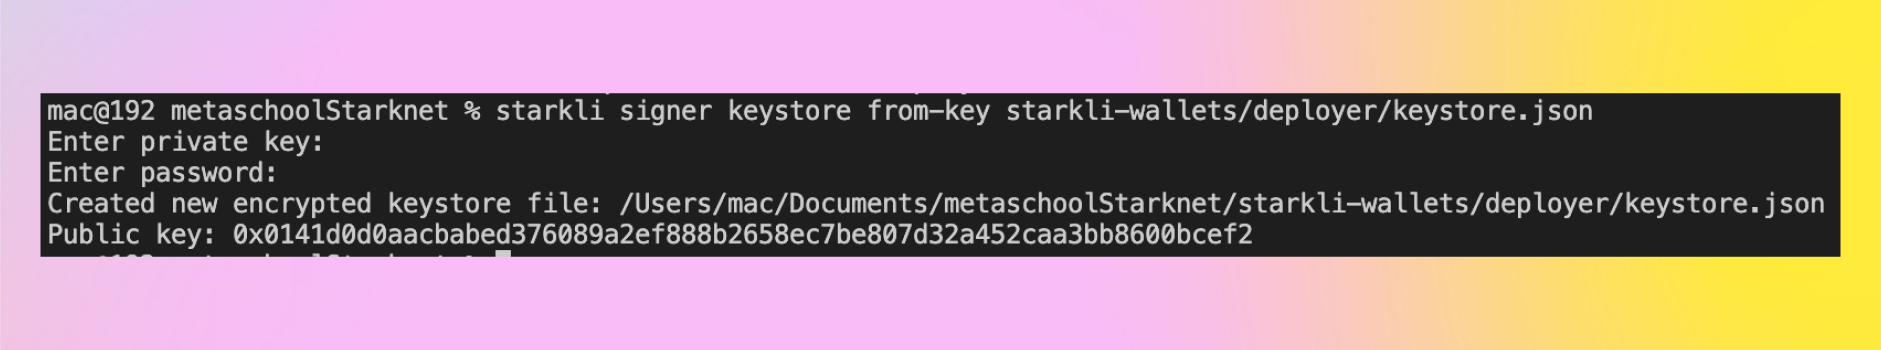 mac@192 metaschoolStarknet % starkli signer keystore from-key starkli-wallets/deployer/keystore.json
Enter private key:
Enter password:
Created new encrypted keystore file: /Users/mac/Documents/metaschoolStarknet/starkli-wallets/deployer/keystore.json
Public key: 0x0141d0d0aacbabed376089a2ef888b2658ec7be807d32a452caa3bb8600bcef2